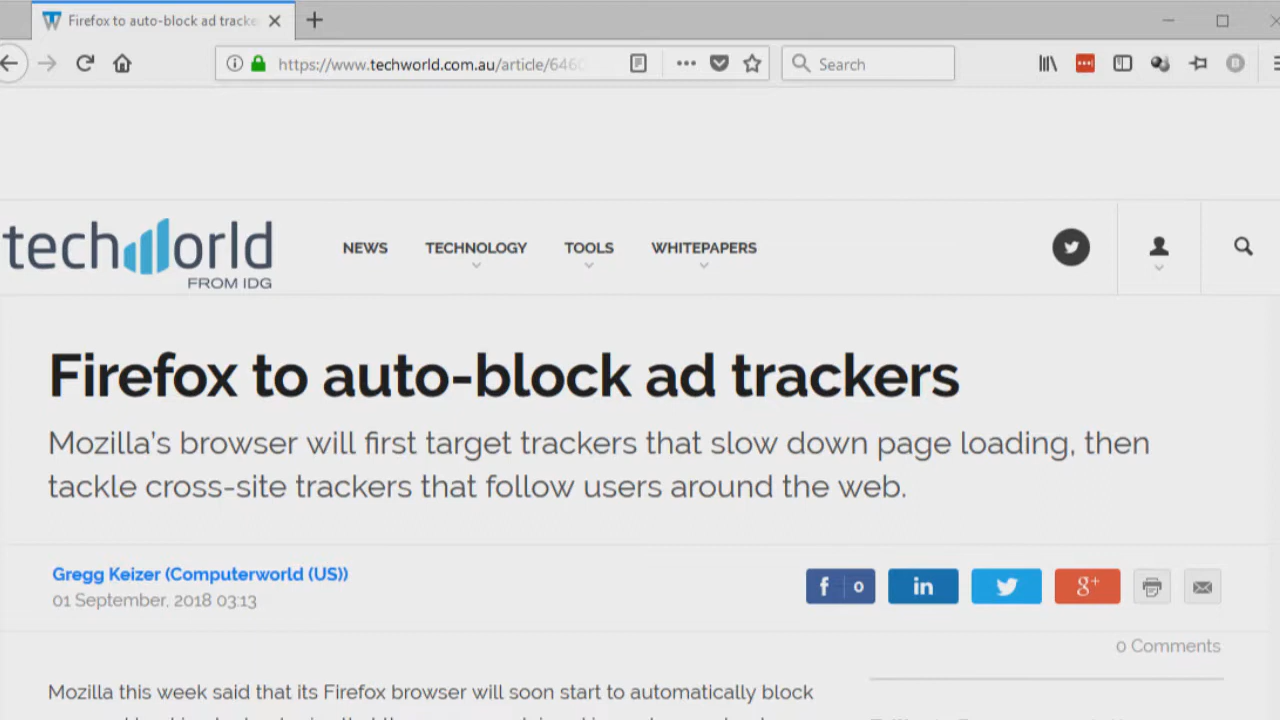 Firefox to auto-block ad tracke
https://www.techworld.com.au/article/646
Search
techworld
FROM IDG
NEWS
TECHNOLOGY
TOOLS
WHITEPAPERS
Firefox to auto-block ad trackers
Mozilla's browser will first target trackers that slow down page loading, then
tackle cross-site trackers that follow users around the web.
Gregg Keizer (Computerworld (US))
01 September, 2018 03:13
f 0
in
g+
0 Comments
Mozilla this week said that its Firefox browser will soon start to automatically block